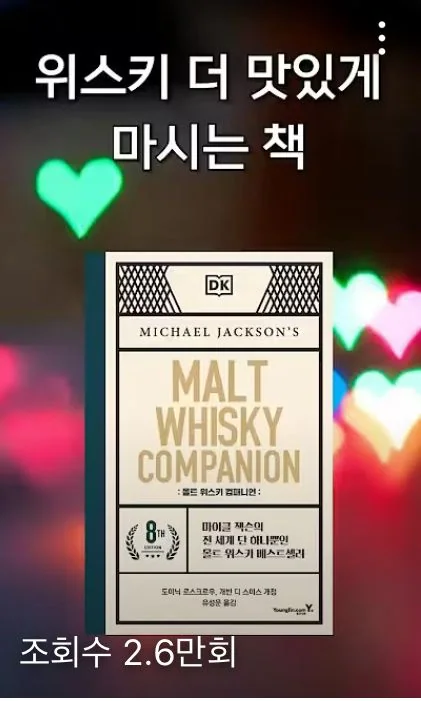 위스키 더 맛있게
마시는 책
DK
MICHAEL JACKSON'S
MALT
WHISKY
COMPANION
: 몰트 위스키 컴패니언 :
8TH
EDITION
마이클 잭슨의
전 세계 단 하나뿐인
몰트 위스키 베스트셀러
도미닉 로스크로우, 개빈 디 스미스 개정
유성운 옮김
Youngjin.com Y.
조회수 2.6만회